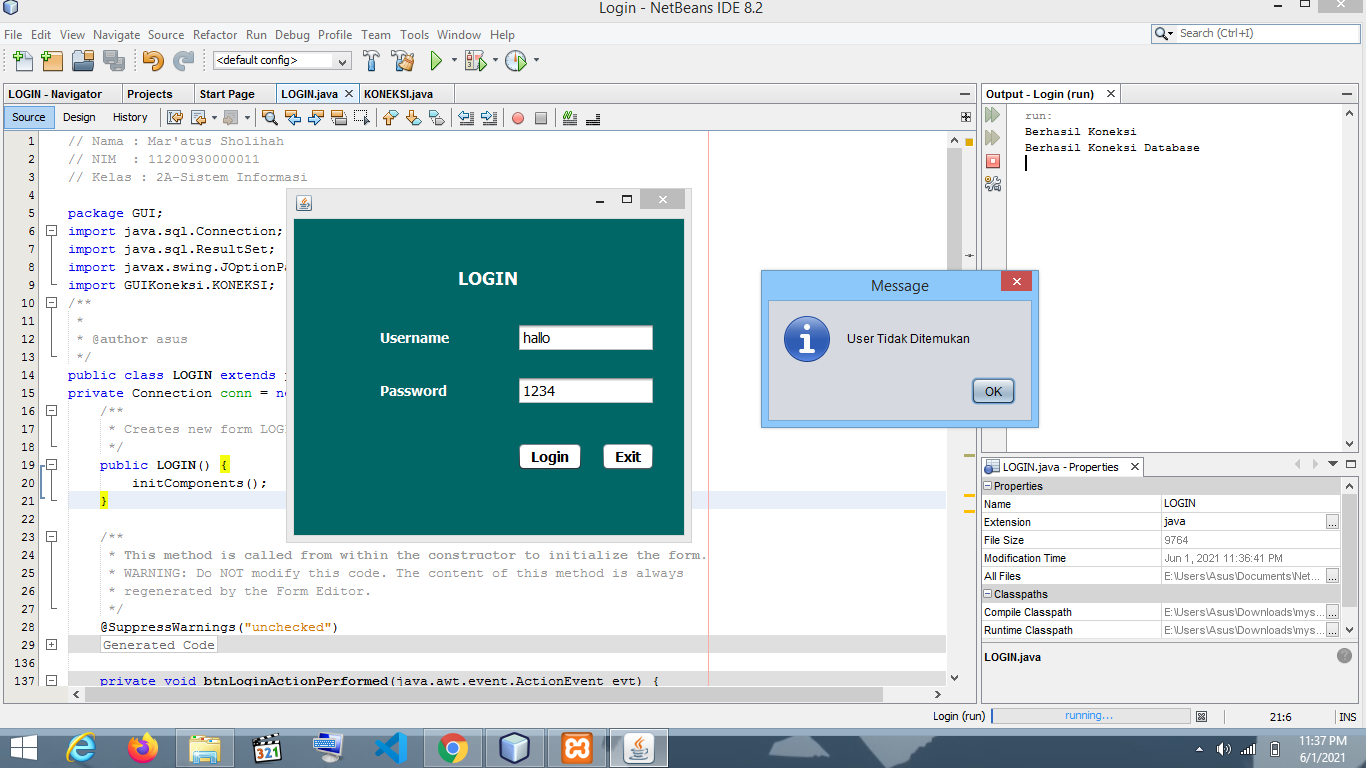 Login - NetBeans IDE 8.2
File Edit View Navigate Source Refactor Run Debug Profile Team Tools Window Help
Search (Ctrl+I)
<default config>
LOGIN - Navigator Projects Start Page LOGIN.java KONEKSI.java
Source Design History
1 // Nama : Mar'atus Sholihah
2 // NIM  : 11200930000011
3 // Kelas : 2A-Sistem Informasi
4
5 package GUI;
6 import java.sql.Connection;
7 import java.sql.ResultSet;
8 import javax.swing.JOptionPa
9 import GUIKoneksi.KONEKSI;
10 /**
11 *
12 * @author asus
13 */
14 public class LOGIN extends j
15 private Connection conn = ne
16 /**
17 * Creates new form LOGI
18 */
19 public LOGIN() {
20 initComponents();
21 }
22
23 /**
24 * This method is called from within the constructor to initialize the form.
25 * WARNING: Do NOT modify this code. The content of this method is always
26 * regenerated by the Form Editor.
27 */
28 @SuppressWarnings("unchecked")
29 Generated Code
136
137 private void btnLoginActionPerformed(java.awt.event.ActionEvent evt) {
LOGIN
Username hallo
Password 1234
Login Exit
Message
User Tidak Ditemukan
OK
Output - Login (run)
run:
Berhasil Koneksi
Berhasil Koneksi Database
LOGIN.java - Properties
Properties
Name LOGIN
Extension java ...
File Size 9764
Modification Time Jun 1, 2021 11:36:41 PM
All Files E:\Users\Asus\Documents\Net... ...
Classpaths
Compile Classpath E:\Users\Asus\Downloads\mys... ...
Runtime Classpath E:\Users\Asus\Downloads\mys... ...
LOGIN.java
Login (run) running... 21:6 INS
321
11:37 PM
6/1/2021